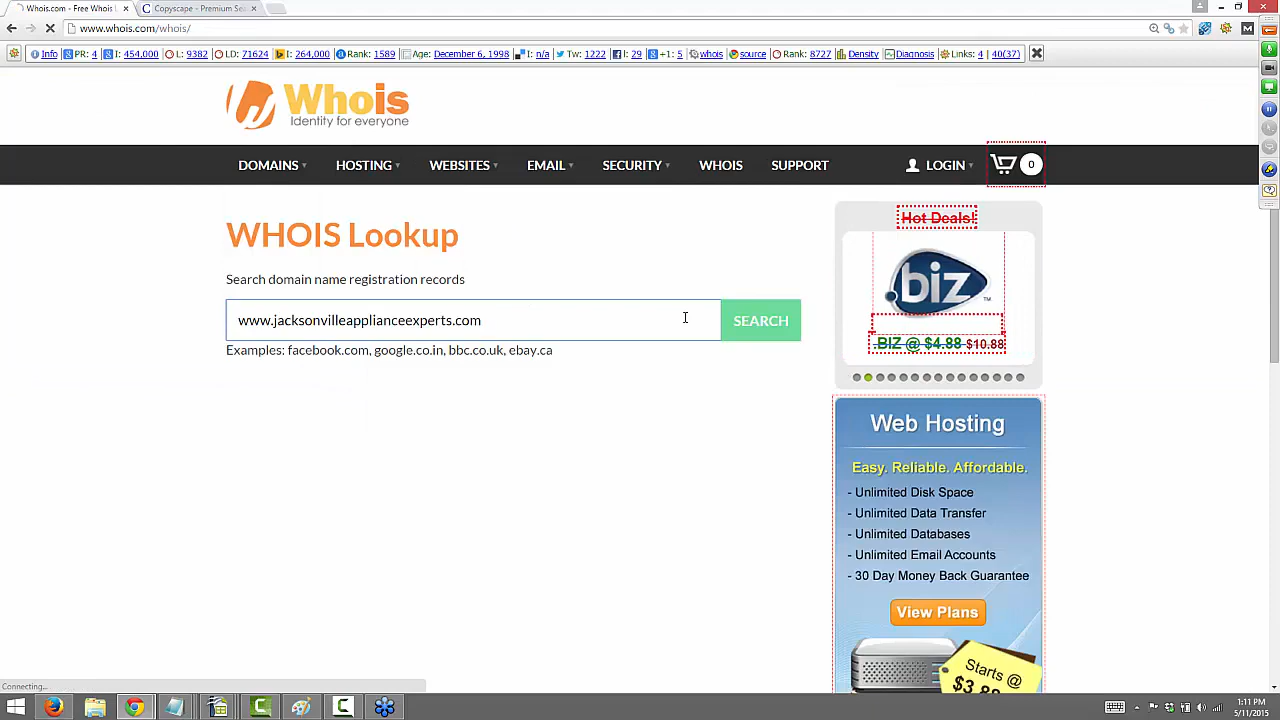 Whois.com - Free Whois L
Copyscape - Premium Se
www.whois.com/whois/
Info PR: 4 I: 454,000 L: 9382 LD: 71624 I: 264,000 Rank: 1589 Age: December 6, 1998 I: n/a Tw: 1222 I: 29 +1: 5 whois source Rank: 8727 Density Diagnosis Links: 4 | 40(37)
Whois
Identity for everyone
DOMAINS HOSTING WEBSITES EMAIL SECURITY WHOIS SUPPORT LOGIN 0
WHOIS Lookup
Search domain name registration records
www.jacksonvilleapplianceexperts.com
SEARCH
Examples: facebook.com, google.co.in, bbc.co.uk, ebay.ca
Hot Deals!
.biz™
.BIZ @ $4.88 $10.88
Web Hosting
Easy. Reliable. Affordable.
- Unlimited Disk Space
- Unlimited Data Transfer
- Unlimited Databases
- Unlimited Email Accounts
- 30 Day Money Back Guarantee
View Plans
Starts @
$3.88
Connecting...
1:11 PM
5/11/2015